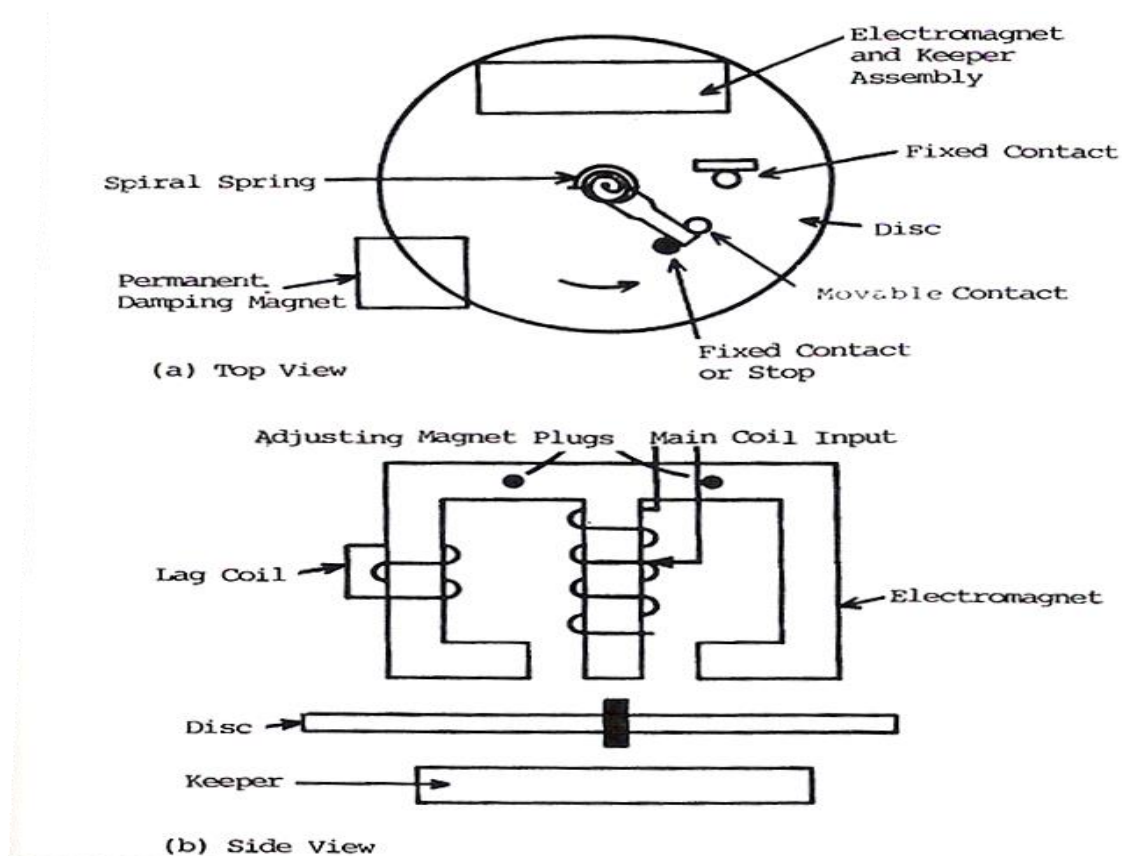 Electromagnet
and Keeper
Assembly
Fixed Contact
Spiral Spring
Disc
Permanent
Damping Magnet
Movable Contact
Fixed Contact
or Stop
(a) Top View
Adjusting Magnet Plugs
Main Coil Input
Lag Coil
Electromagnet
Disc
Keeper
(b) Side View